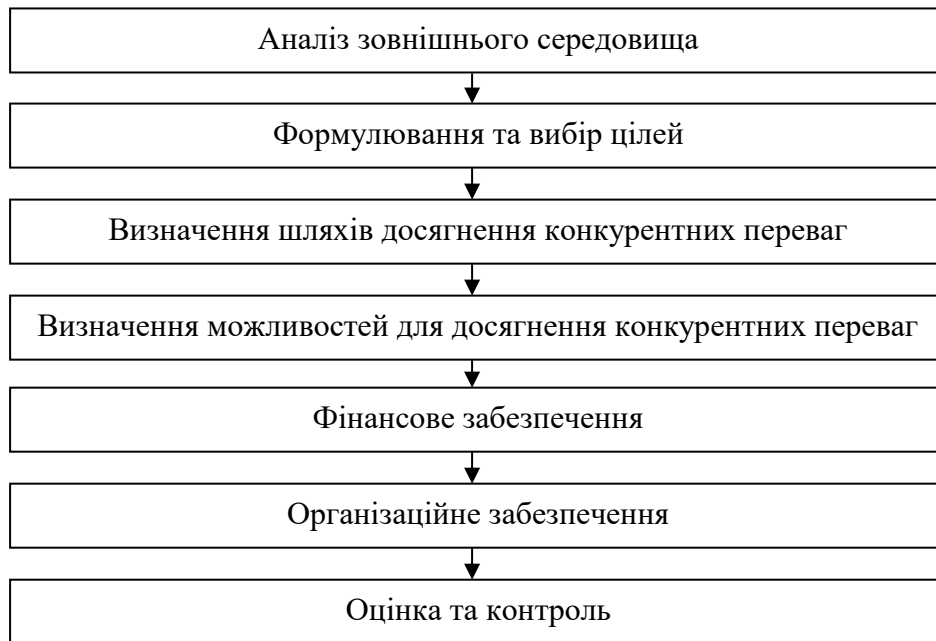 Аналіз зовнішнього середовища
Формулювання та вибір цілей
Визначення шляхів досягнення конкурентних переваг
Визначення можливостей для досягнення конкурентних переваг
Фінансове забезпечення
Організаційне забезпечення
Оцінка та контроль